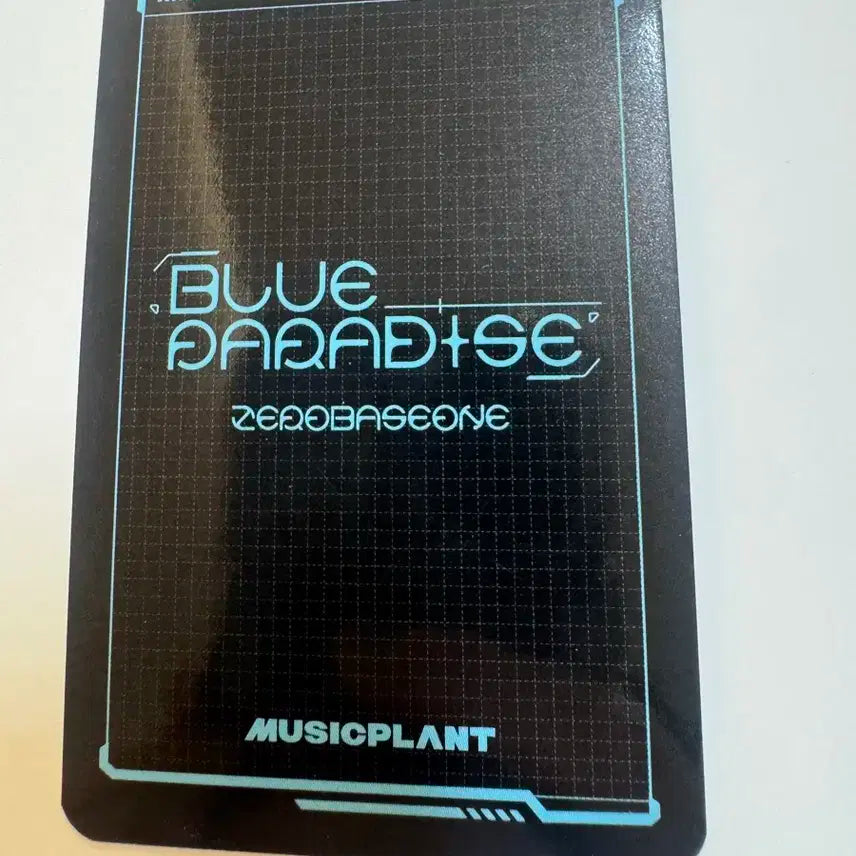 BLUE
PARADISE
ZEROBASEONE
MUSICPLANT